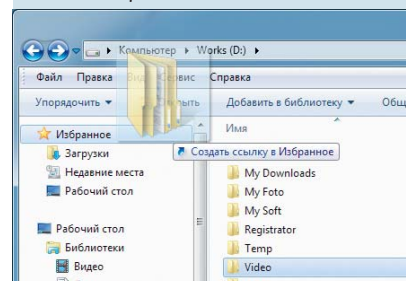 Компьютер ▸ Works (D:) ▸
Файл Правка Вид Сервис Справка
Упорядочить Открыть Добавить в библиотеку
Избранное Имя
Загрузки Создать ссылку в Избранное
Недавние места My Downloads
Рабочий стол My Foto
My Soft
Рабочий стол Registrator
Библиотеки Temp
Видео Video